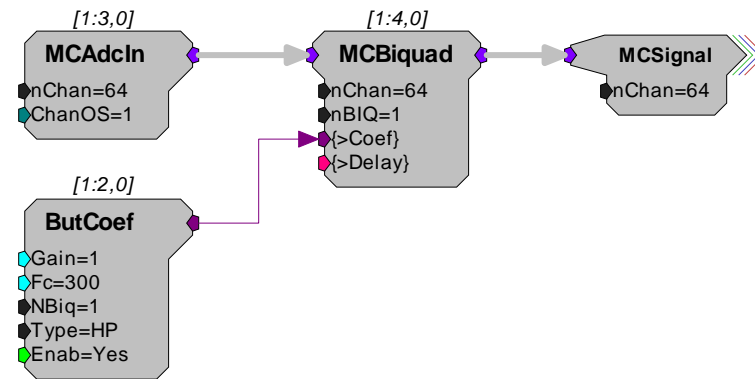 [1:3,0]
MCAdcIn
nChan=64
ChanOS=1
[1:4,0]
MCBiquad
nChan=64
nBIQ=1
{>Coef}
{>Delay}
MCSignal
nChan=64
[1:2,0]
ButCoef
Gain=1
Fc=300
NBiq=1
Type=HP
Enab=Yes